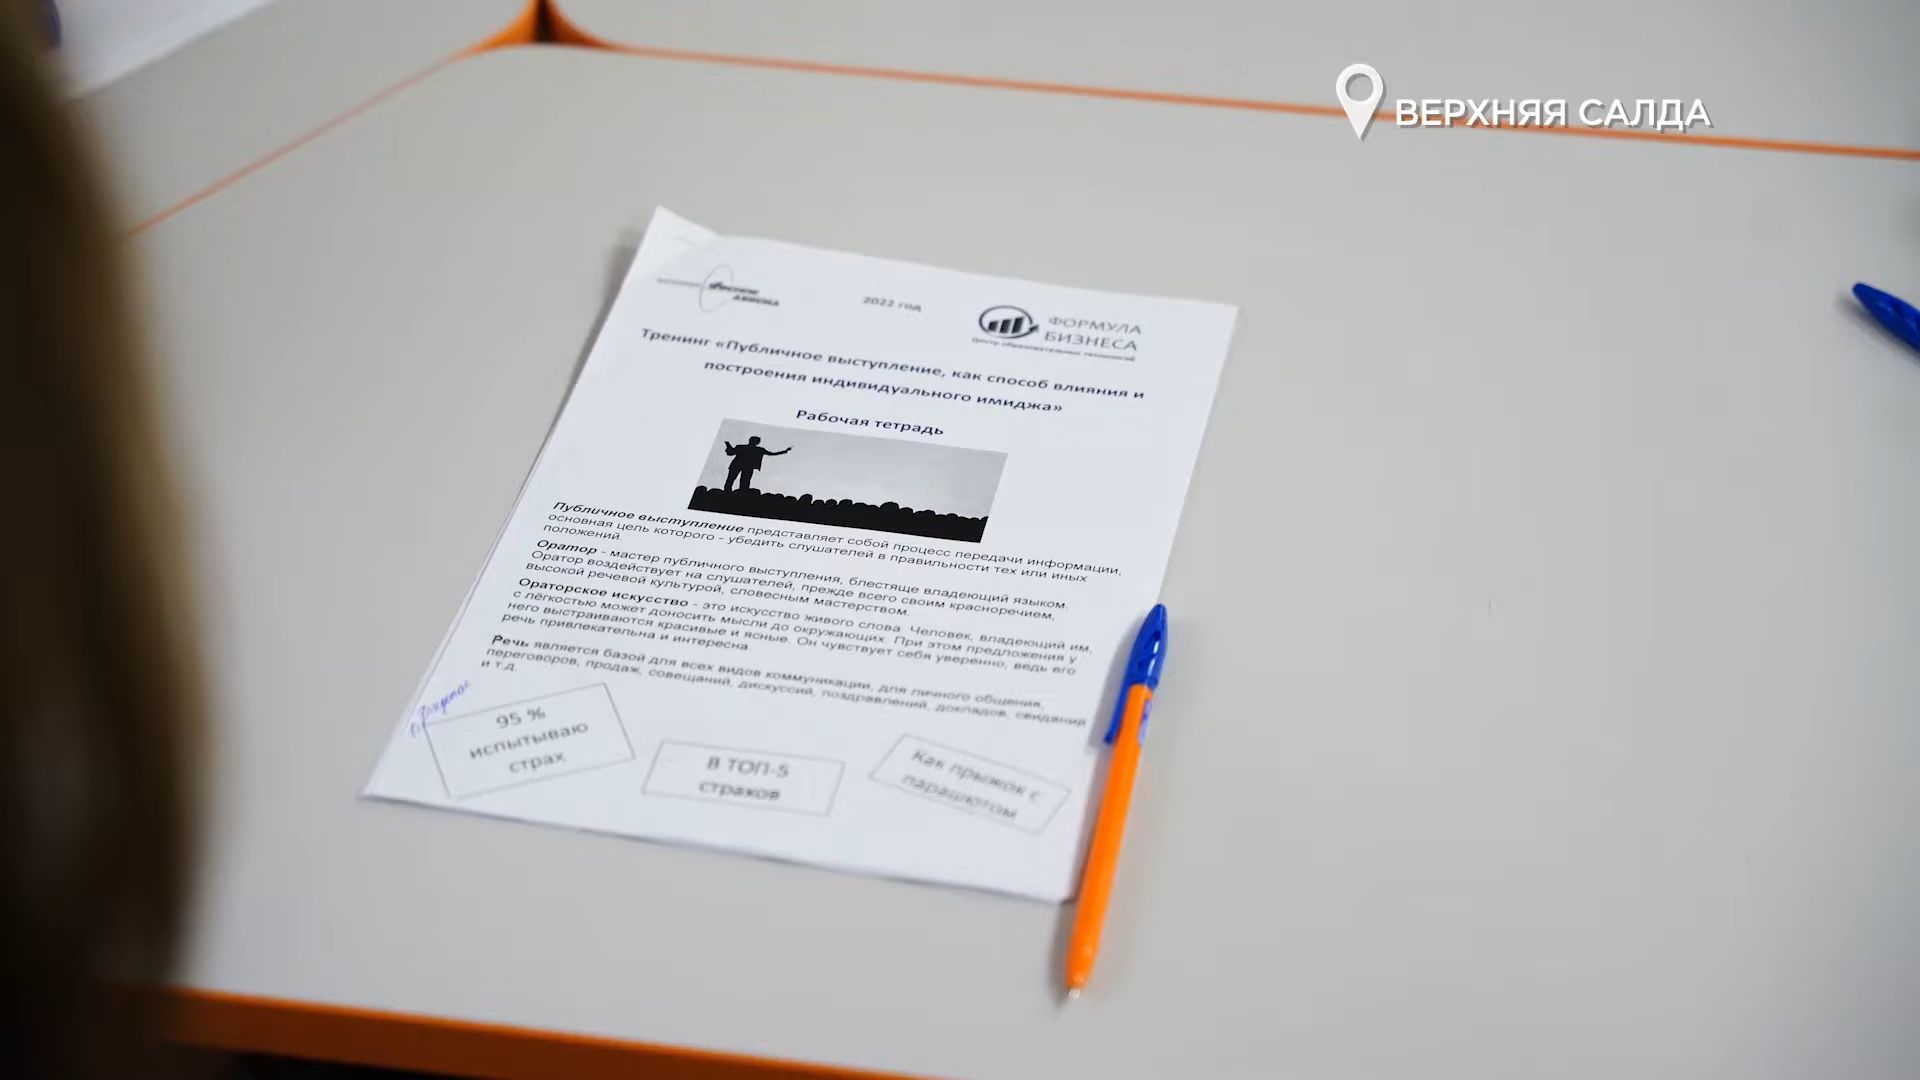 ВЕРХНЯЯ САЛДА
2022 год
ФОРМУЛА
БИЗНЕСА
Центр образовательных технологий
Тренинг «Публичное выступление, как способ влияния и
построения индивидуального имиджа»
Рабочая тетрадь
Публичное выступление представляет собой процесс передачи информации,
основная цель которого - убедить слушателей в правильности тех или иных
положений.
Оратор - мастер публичного выступления, блестяще владеющий языком.
Оратор воздействует на слушателей, прежде всего своим красноречием,
высокой речевой культурой, словесным мастерством.
Ораторское искусство - это искусство живого слова. Человек, владеющий им,
с лёгкостью может доносить мысли до окружающих. При этом предложения у
него выстраиваются красивые и ясные. Он чувствует себя уверенно, ведь его
речь привлекательна и интересна.
Речь является базой для всех видов коммуникации, для личного общения,
переговоров, продаж, совещаний, дискуссий, поздравлений, докладов, свидания
и т.д.
95 %
испытываю
страх
В ТОП-5
страхов
Как прыжок с
парашютом